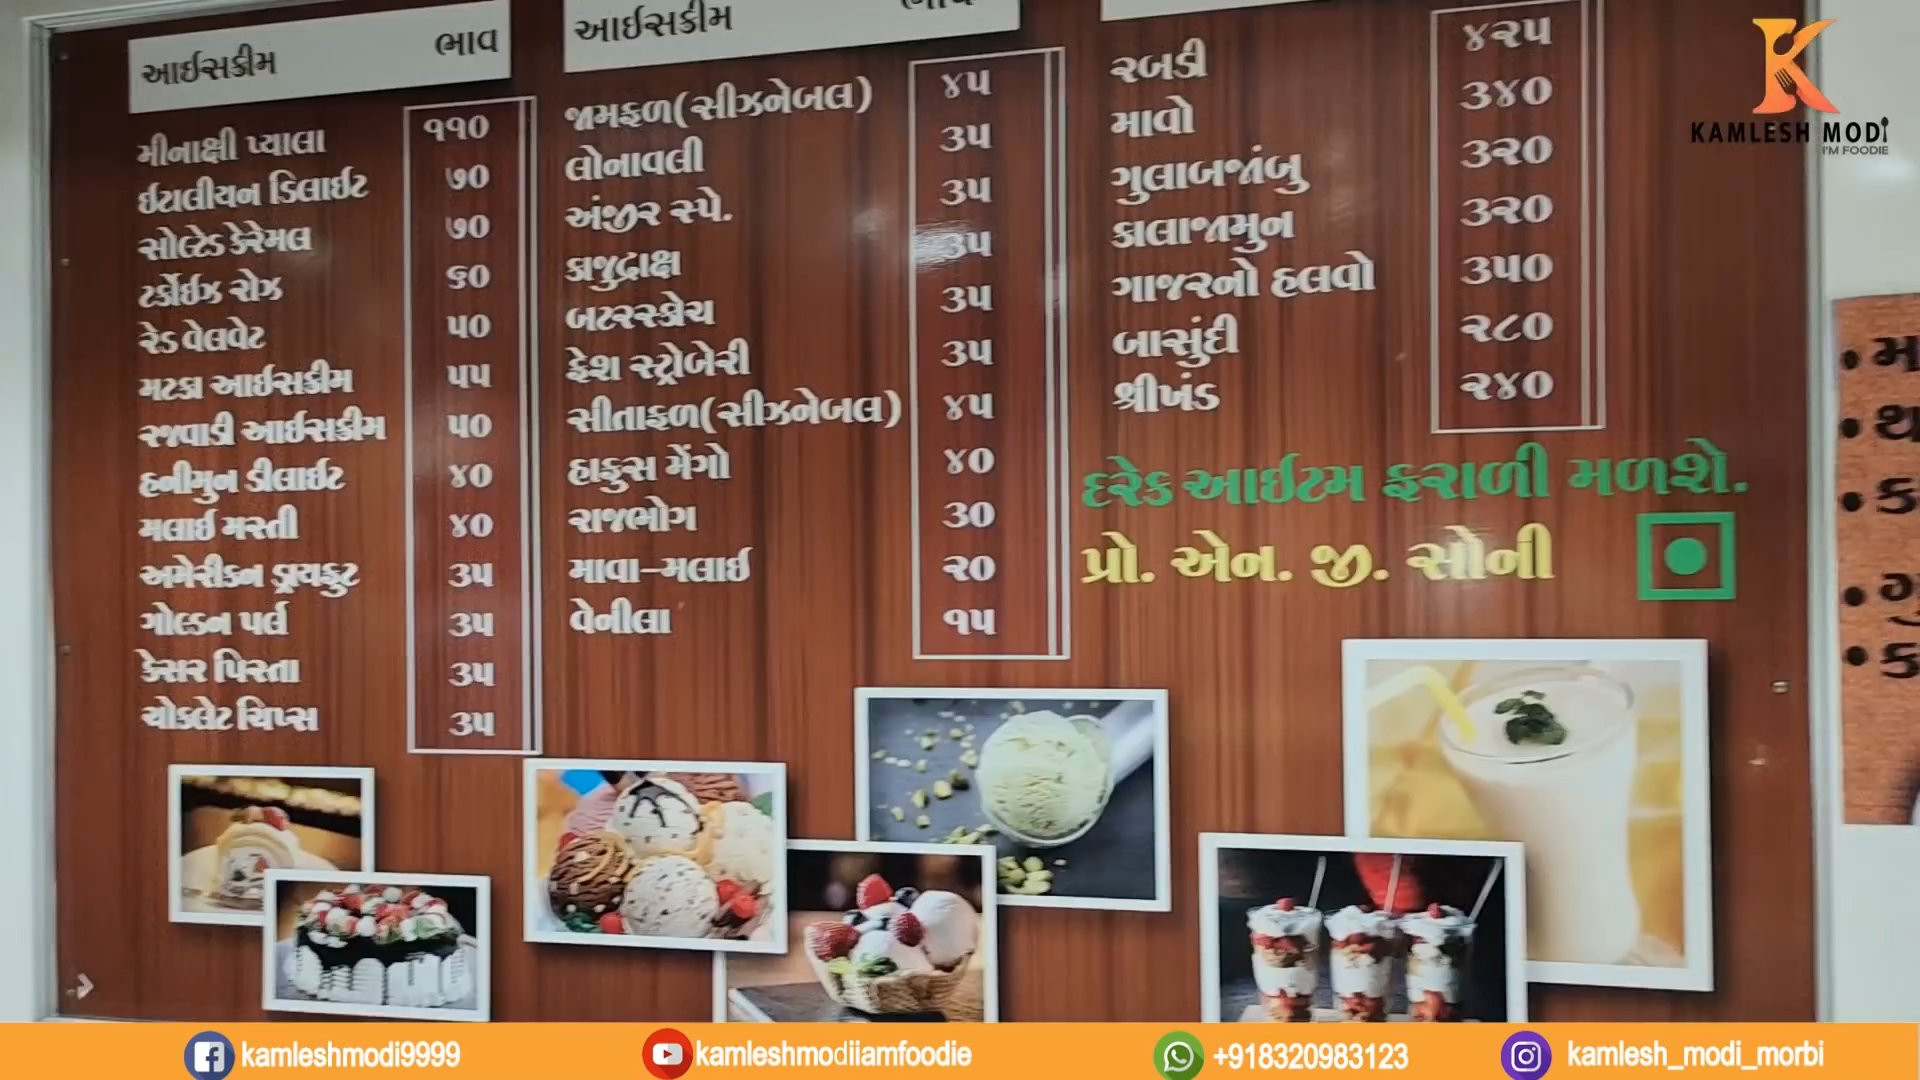 આઈસકીમ ભાવ
મીનાક્ષી પ્યાલા ૧૧૦
ઈટાલીયન ડિલાઈટ ૭૦
સોલ્ટેડ કેરેમલ ૭૦
ટર્કોઈઝ રોઝ ૬૦
રેડ વેલવેટ ૫૦
મટકા આઈસકીમ ૫૫
રજવાડી આઈસકીમ ૫૦
હનીમુન ડીલાઈટ ૪૦
મલાઈ મસ્તી ૪૦
અમેરીકન ડ્રાયફુટ ૩૫
ગોલ્ડન પર્લ ૩૫
કેસર પિસ્તા ૩૫
ચોકલેટ ચિપ્સ ૩૫
આઈસકીમ ભાવ
જામફળ(સીઝનેબલ) ૪૫
લોનાવલી ૩૫
અંજીર સ્પે. ૩૫
કાજુદ્રાક્ષ ૩૫
બટરસ્કોચ ૩૫
ફેશ સ્ટ્રોબેરી ૩૫
સીતાફળ(સીઝનેબલ) ૪૫
હાફુસ મેંગો ૪૦
રાજભોગ ૩૦
માવા-મલાઈ ૨૦
વેનીલા ૧૫
રબડી ૪૨૫
માવો ૩૪૦
ગુલાબજાંબુ ૩૨૦
કાલાજામુન ૩૨૦
ગાજરનો હલવો ૩૫૦
બાસુંદી ૨૮૦
શ્રીખંડ ૨૪૦
દરેક આઈટમ ફરાળી મળશે.
પ્રો. એન. જી. સોની
KAMLESH MODI
I'M FOODIE
kamleshmodi9999
kamleshmodiiamfoodie
+918320983123
kamlesh_modi_morbi